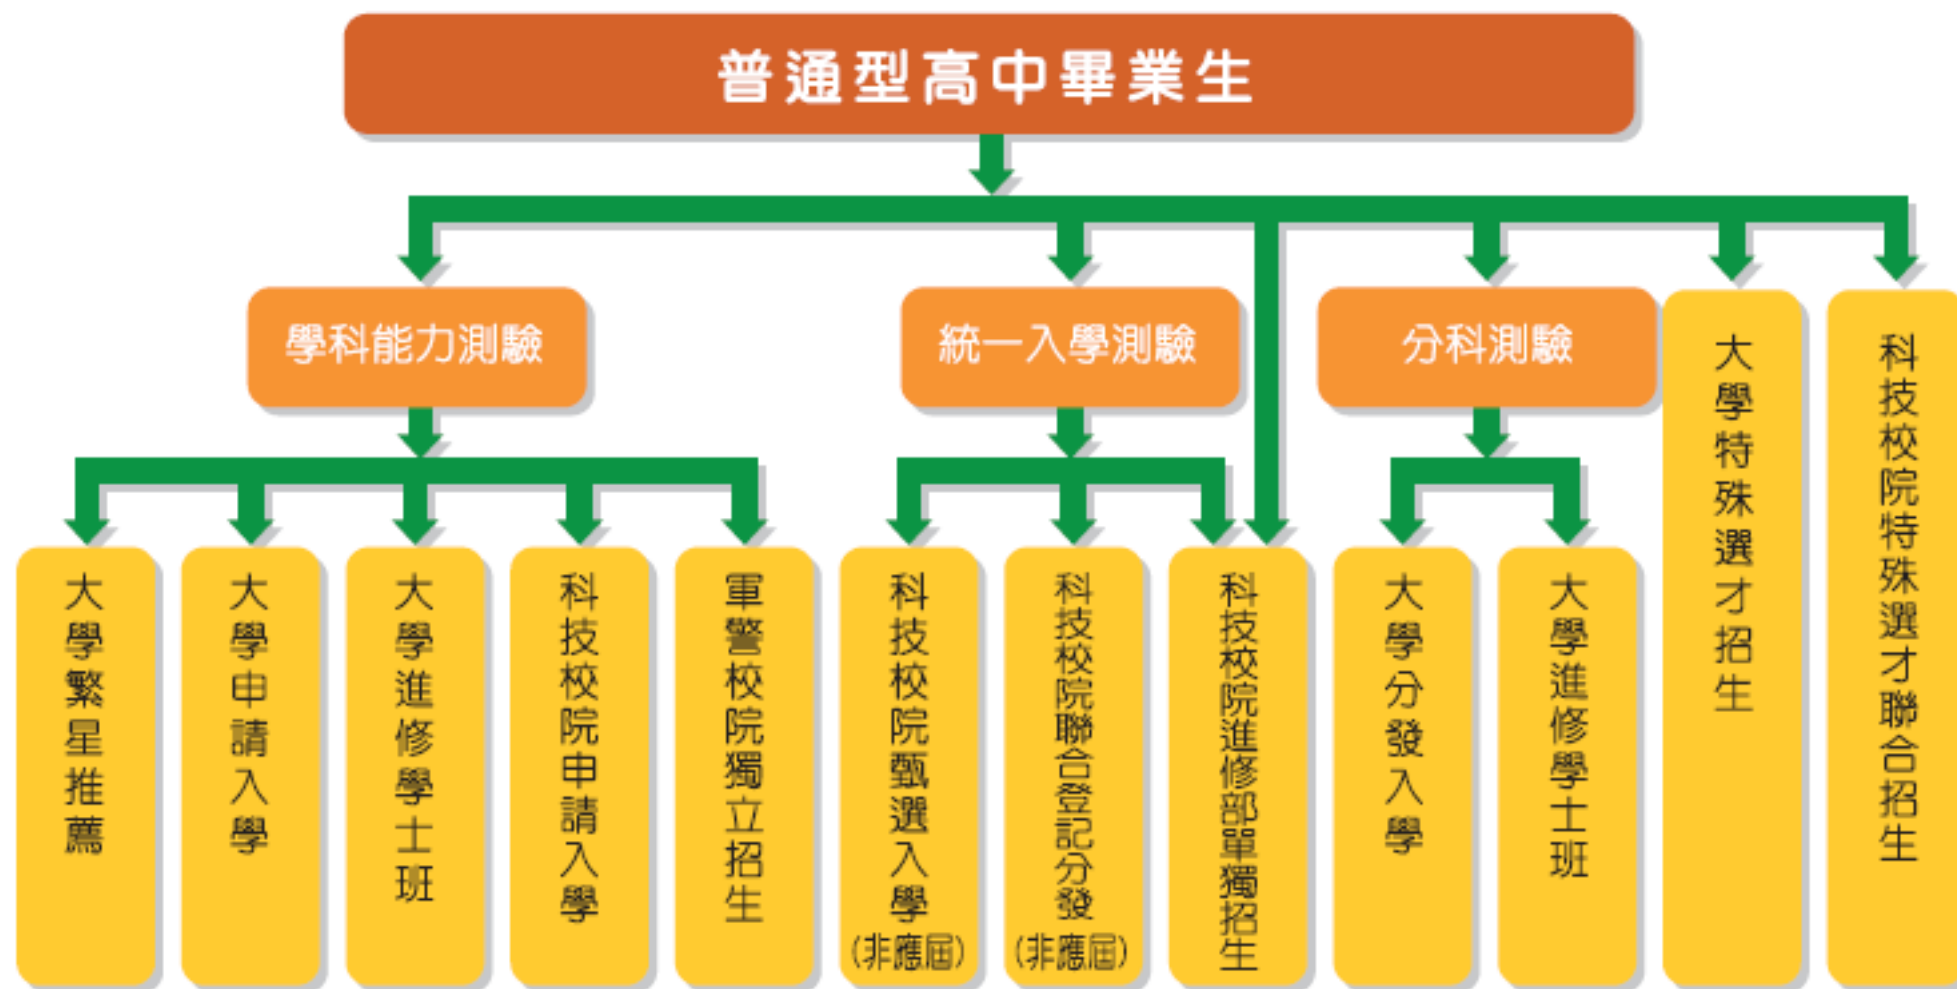 普通型高中畢業生
學科能力測驗
統一入學測驗
分科測驗
大學特殊選才招生
科技校院特殊選才聯合招生
大學繁星推薦
大學申請入學
大學進修學士班
科技校院申請入學
軍警校院獨立招生
科技校院甄選入學
(非應屆)
科技校院聯合登記分發
(非應屆)
科技校院進修部單獨招生
大學分發入學
大學進修學士班